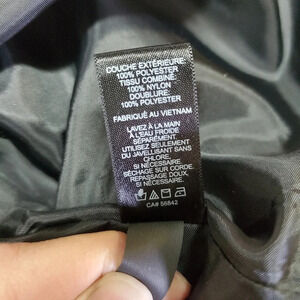 DOUCHE EXTÉRIEURE:
100% POLYESTER
TISSU COMBINÉ:
100% NYLON
DOUBLURE:
100% POLYESTER
FABRIQUÉ AU VIETNAM
LAVEZ À LA MAIN
À L'EAU FROIDE
SÉPARÉMENT.
UTILISEZ SEULEMENT
DU JAVELLISANT SANS
CHLORE,
SI NÉCESSAIRE.
SÉCHAGE SUR CORDE.
REPASSAGE DOUX,
SI NÉCESSAIRE.
CA# 56842